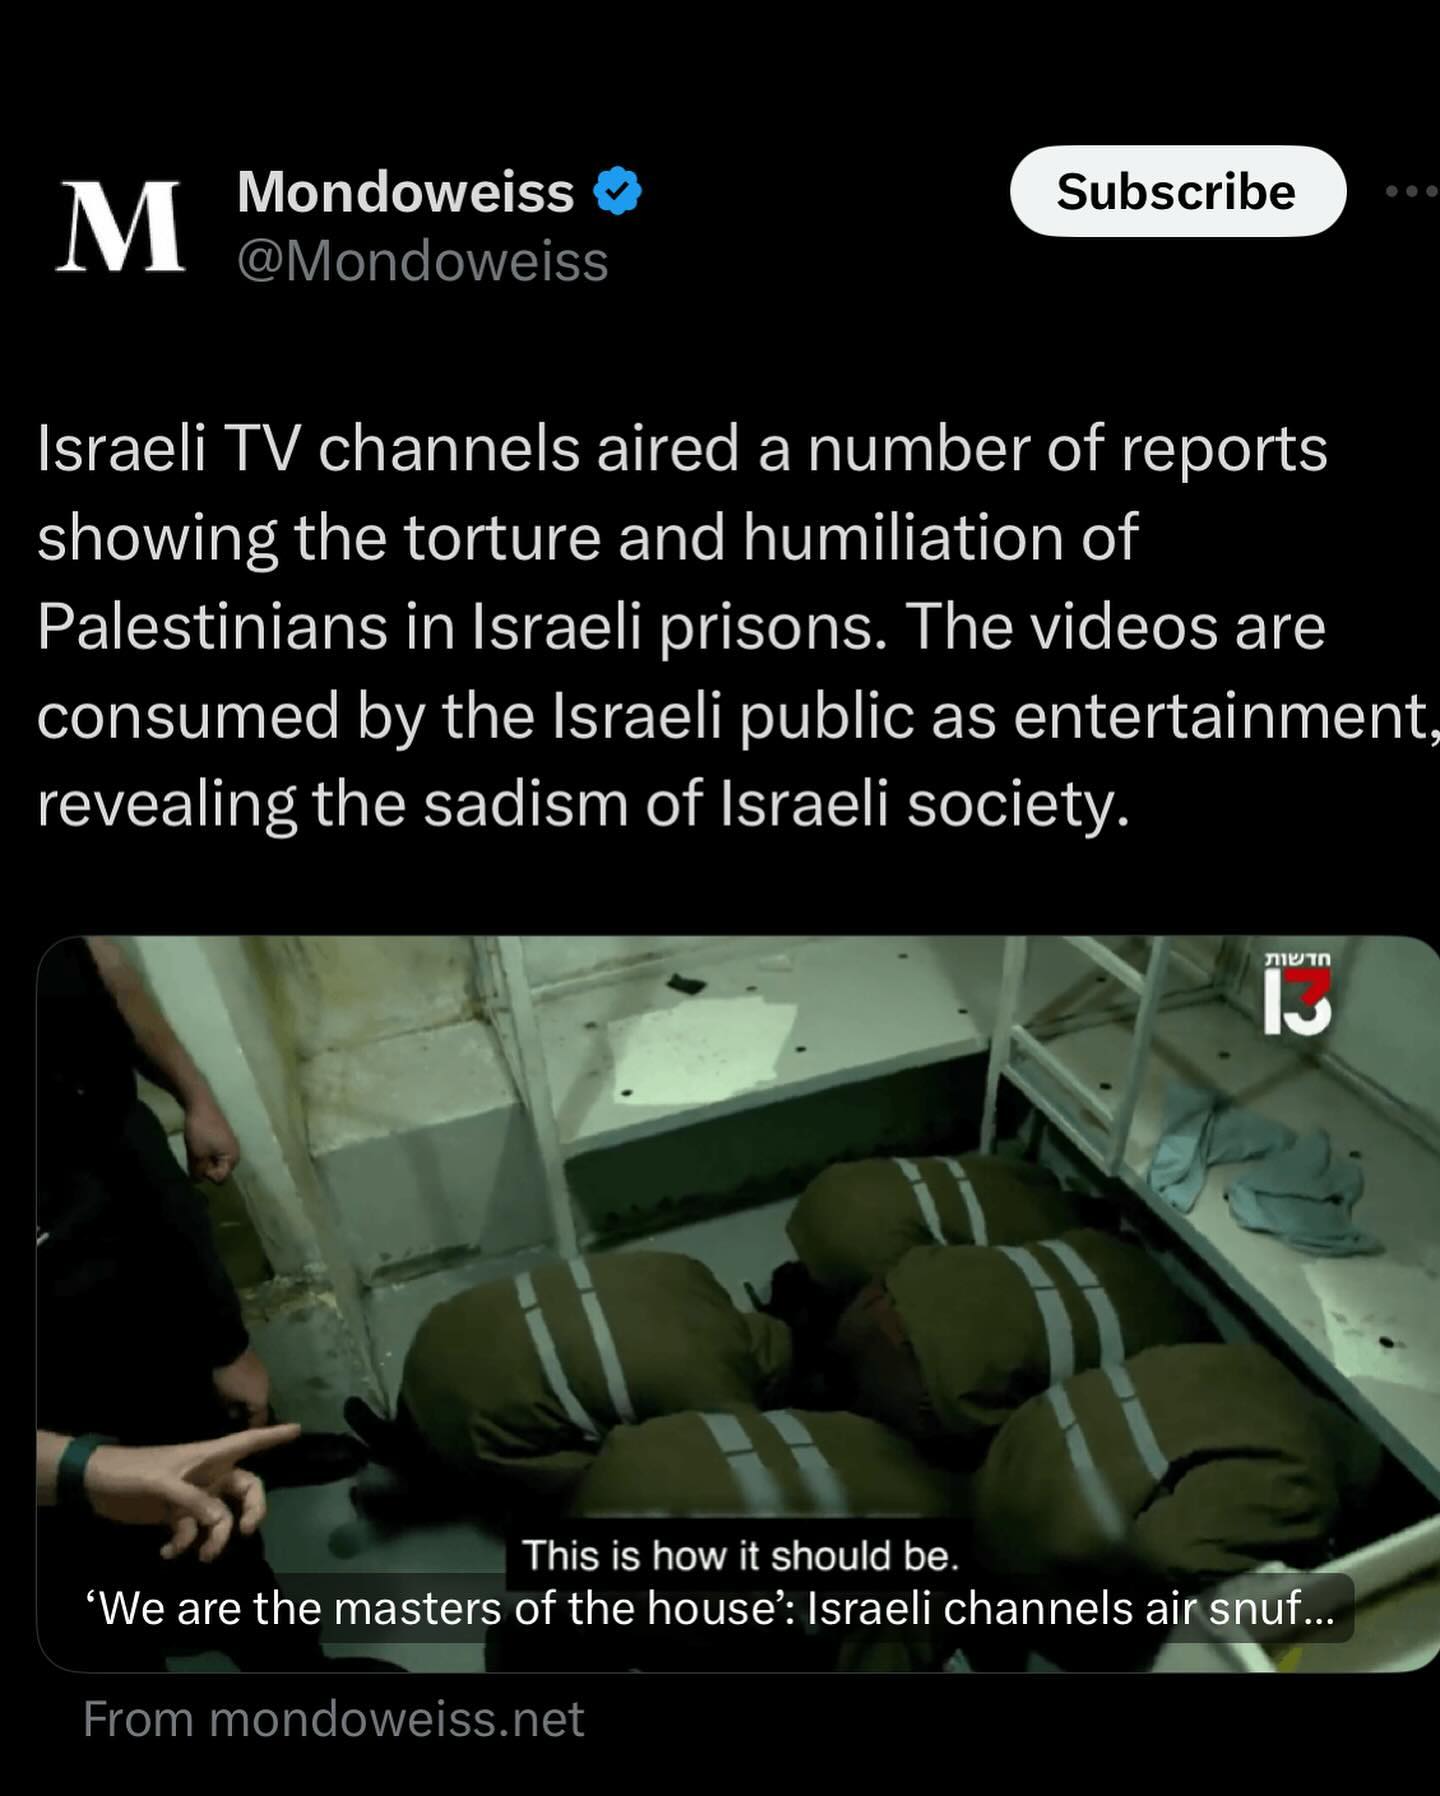 Mondoweiss
Subscribe
@Mondoweiss
Israeli TV channels aired a number of reports
showing the torture and humiliation of
Palestinians in Israeli prisons. The videos are
consumed by the Israeli public as entertainment,
revealing the sadism of Israeli society.
חדשות
13
This is how it should be.
‘We are the masters of the house’: Israeli channels air snuf...
From mondoweiss.net